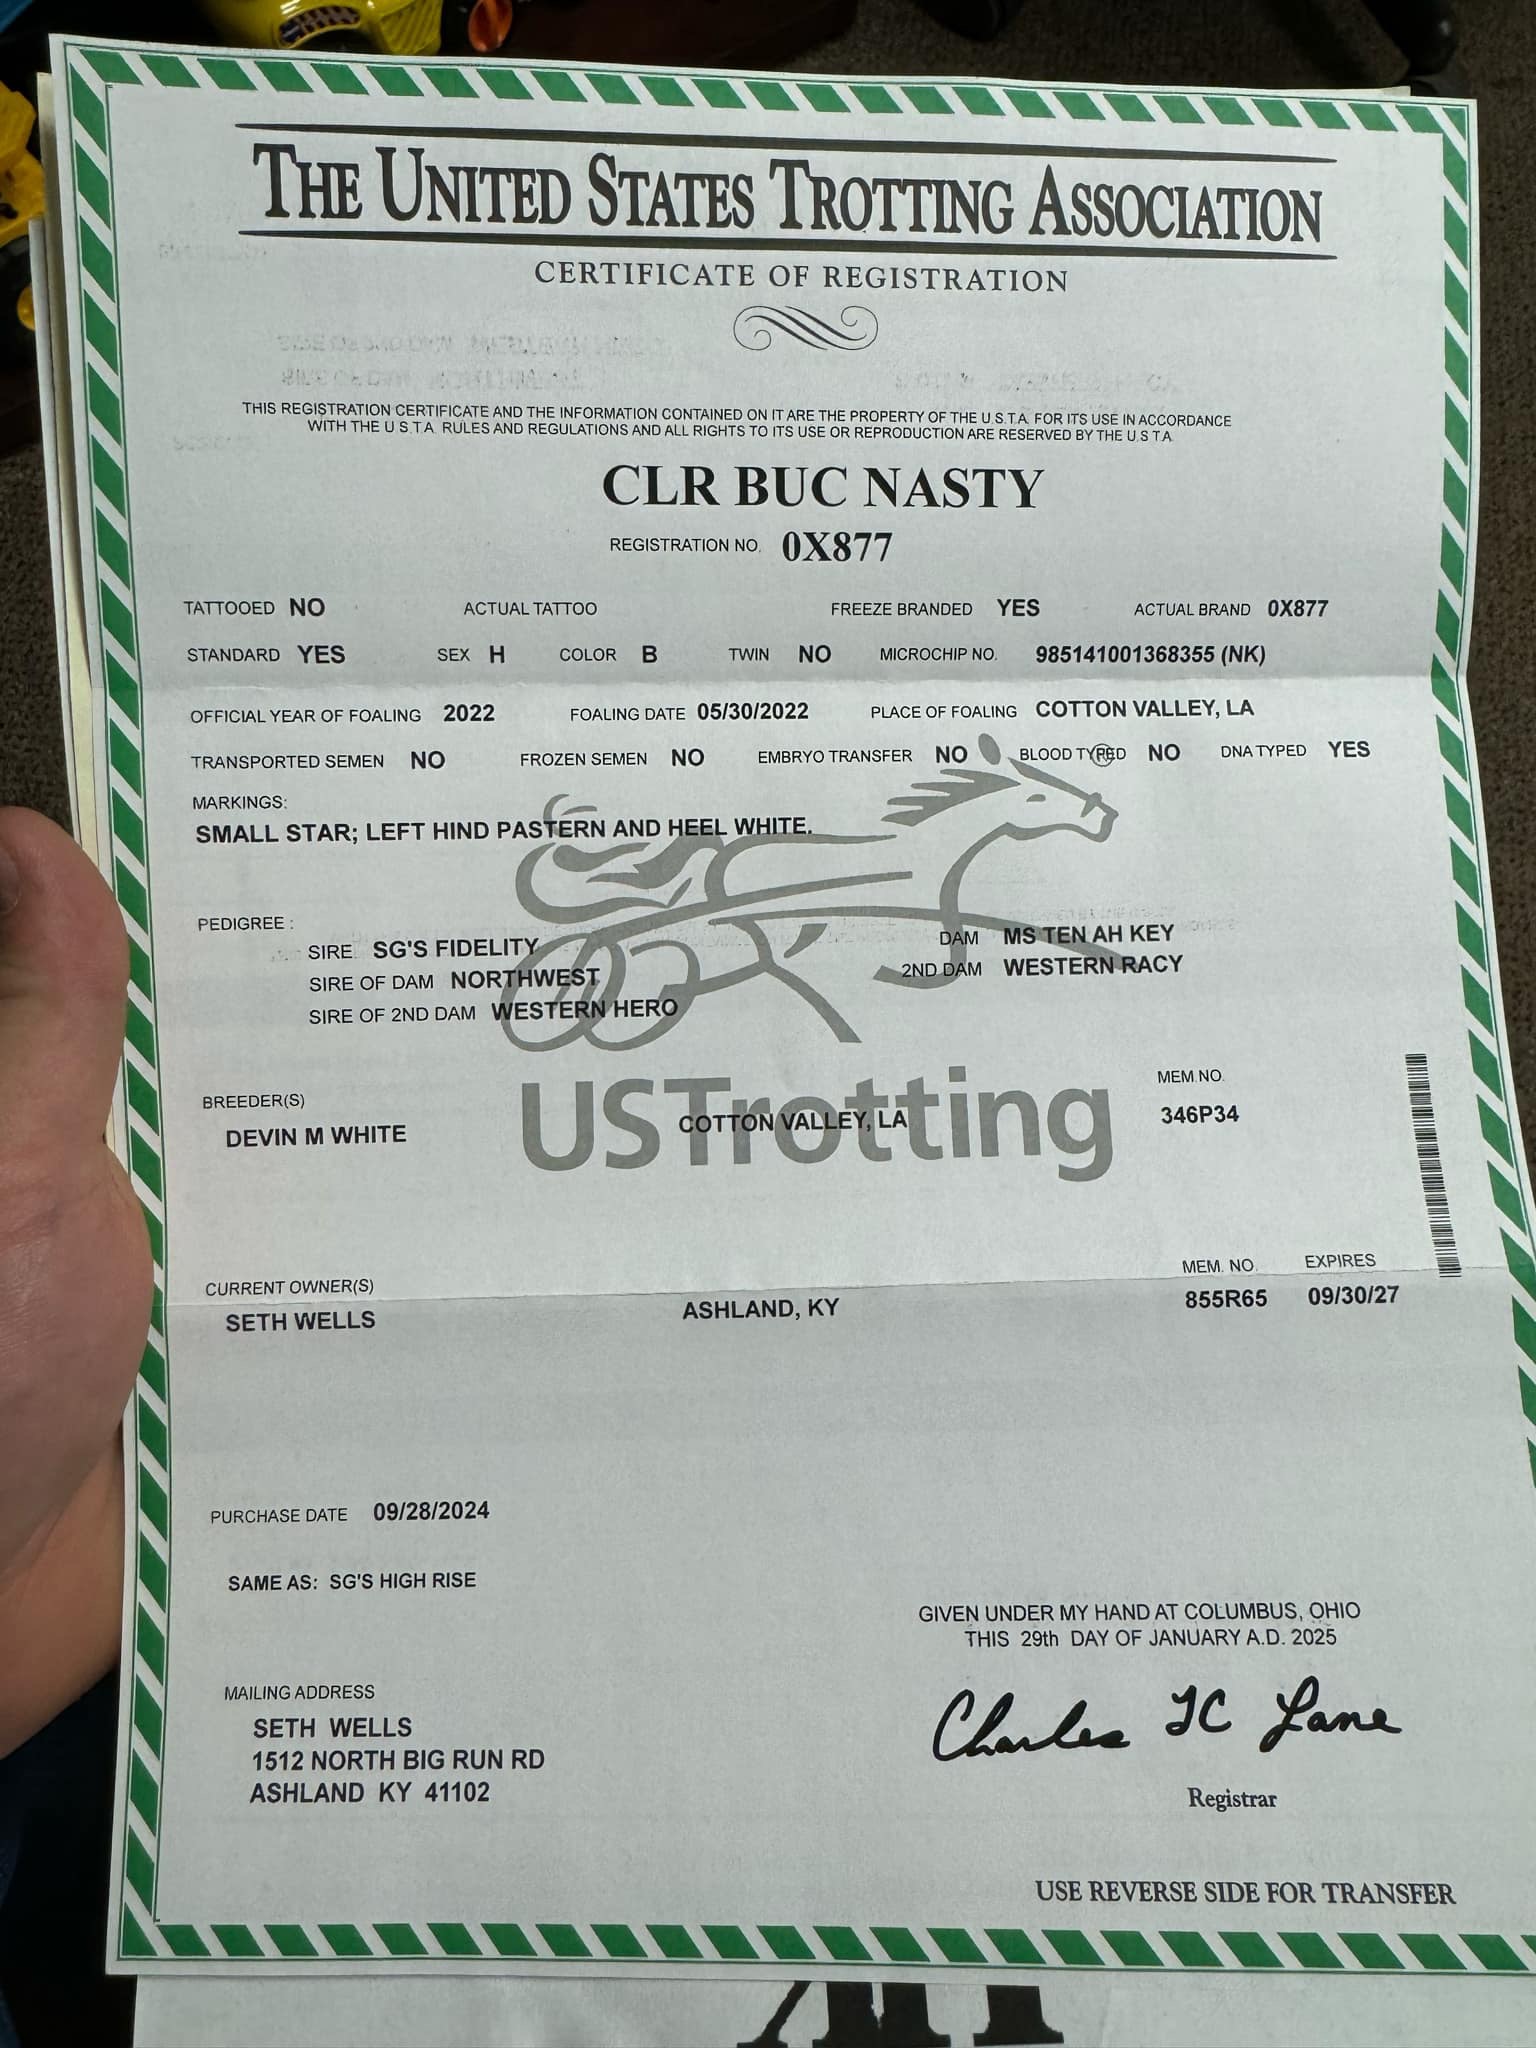 THE UNITED STATES TROTTING ASSOCIATION
CERTIFICATE OF REGISTRATION
THIS REGISTRATION CERTIFICATE AND THE INFORMATION CONTAINED ON IT ARE THE PROPERTY OF THE U.S.T.A. FOR ITS USE IN ACCORDANCE
WITH THE U.S.T.A. RULES AND REGULATIONS AND ALL RIGHTS TO ITS USE OR REPRODUCTION ARE RESERVED BY THE U.S.T.A.
CLR BUC NASTY
REGISTRATION NO. 0X877
TATTOOED NO ACTUAL TATTOO FREEZE BRANDED YES ACTUAL BRAND 0X877
STANDARD YES SEX H COLOR B TWIN NO MICROCHIP NO. 985141001368355 (NK)
OFFICIAL YEAR OF FOALING 2022 FOALING DATE 05/30/2022 PLACE OF FOALING COTTON VALLEY, LA
TRANSPORTED SEMEN NO FROZEN SEMEN NO EMBRYO TRANSFER NO BLOOD TYPED NO DNA TYPED YES
MARKINGS:
SMALL STAR; LEFT HIND PASTERN AND HEEL WHITE.
PEDIGREE :
SIRE SG'S FIDELITY DAM MS TEN AH KEY
SIRE OF DAM NORTHWEST 2ND DAM WESTERN RACY
SIRE OF 2ND DAM WESTERN HERO
USTrotting ®
BREEDER(S) MEM.NO.
DEVIN M WHITE COTTON VALLEY, LA 346P34
CURRENT OWNER(S) MEM. NO. EXPIRES
SETH WELLS ASHLAND, KY 855R65 09/30/27
PURCHASE DATE 09/28/2024
SAME AS: SG'S HIGH RISE
GIVEN UNDER MY HAND AT COLUMBUS, OHIO
THIS 29th DAY OF JANUARY A.D. 2025
MAILING ADDRESS
SETH WELLS
1512 NORTH BIG RUN RD
ASHLAND KY 41102
Charles TC Lane
Registrar
USE REVERSE SIDE FOR TRANSFER